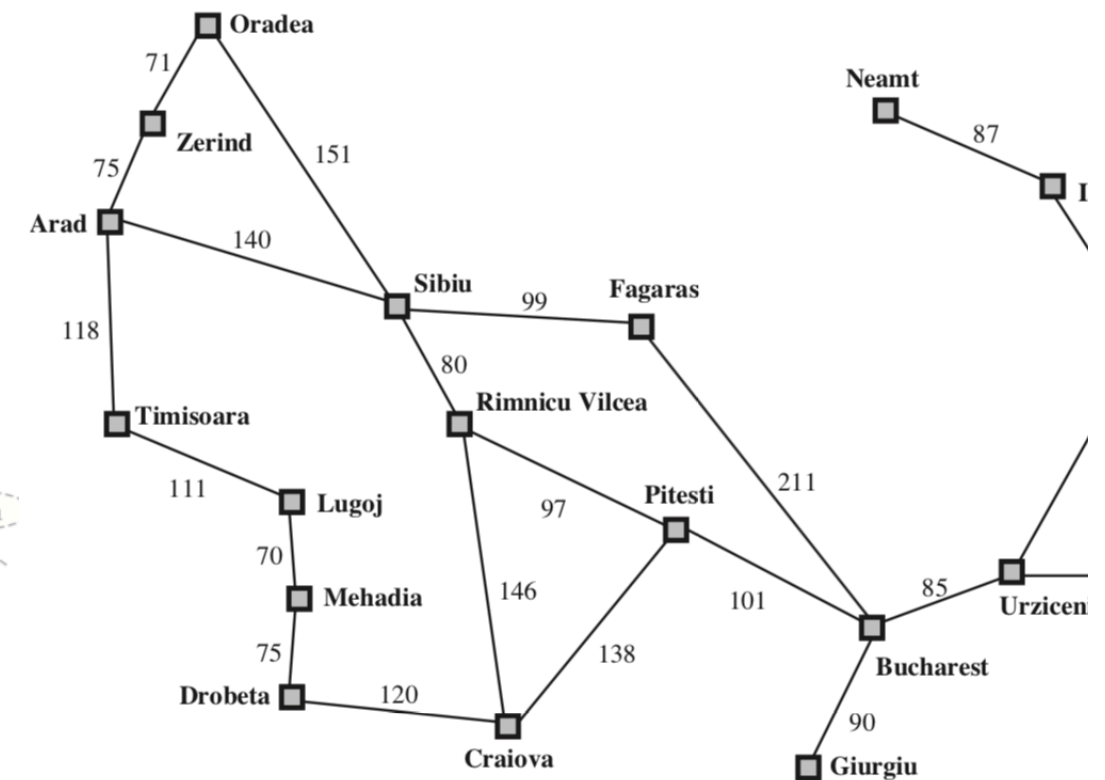 Oradea
71
Neamt
87
Zerind
151
75
I
Arad
140
Sibiu
Fagaras
99
118
80
Rimnicu Vilcea
Timisoara
211
111
Pitesti
Lugoj
97
70
146
Mehadia
101
85
Urziceni
75
138
Bucharest
Drobeta
120
90
Craiova
Giurgiu